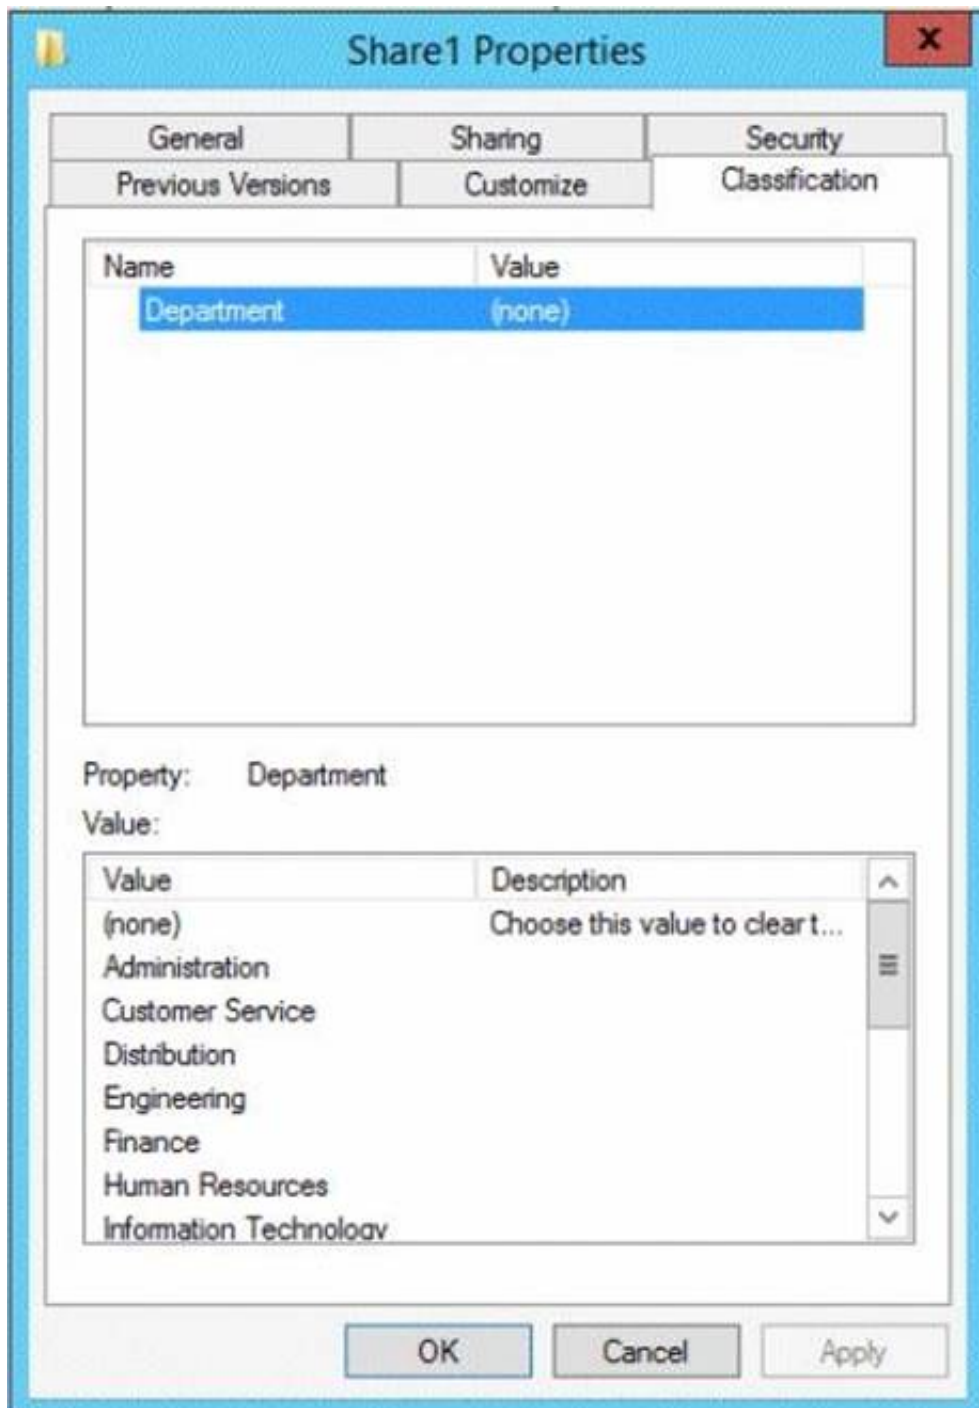 Share1 Properties
General Sharing Security
Previous Versions Customize Classification
Name Value
Department (none)
Property: Department
Value:
Value Description
(none) Choose this value to clear t...
Administration
Customer Service
Distribution
Engineering
Finance
Human Resources
Information Technology
OK Cancel Apply